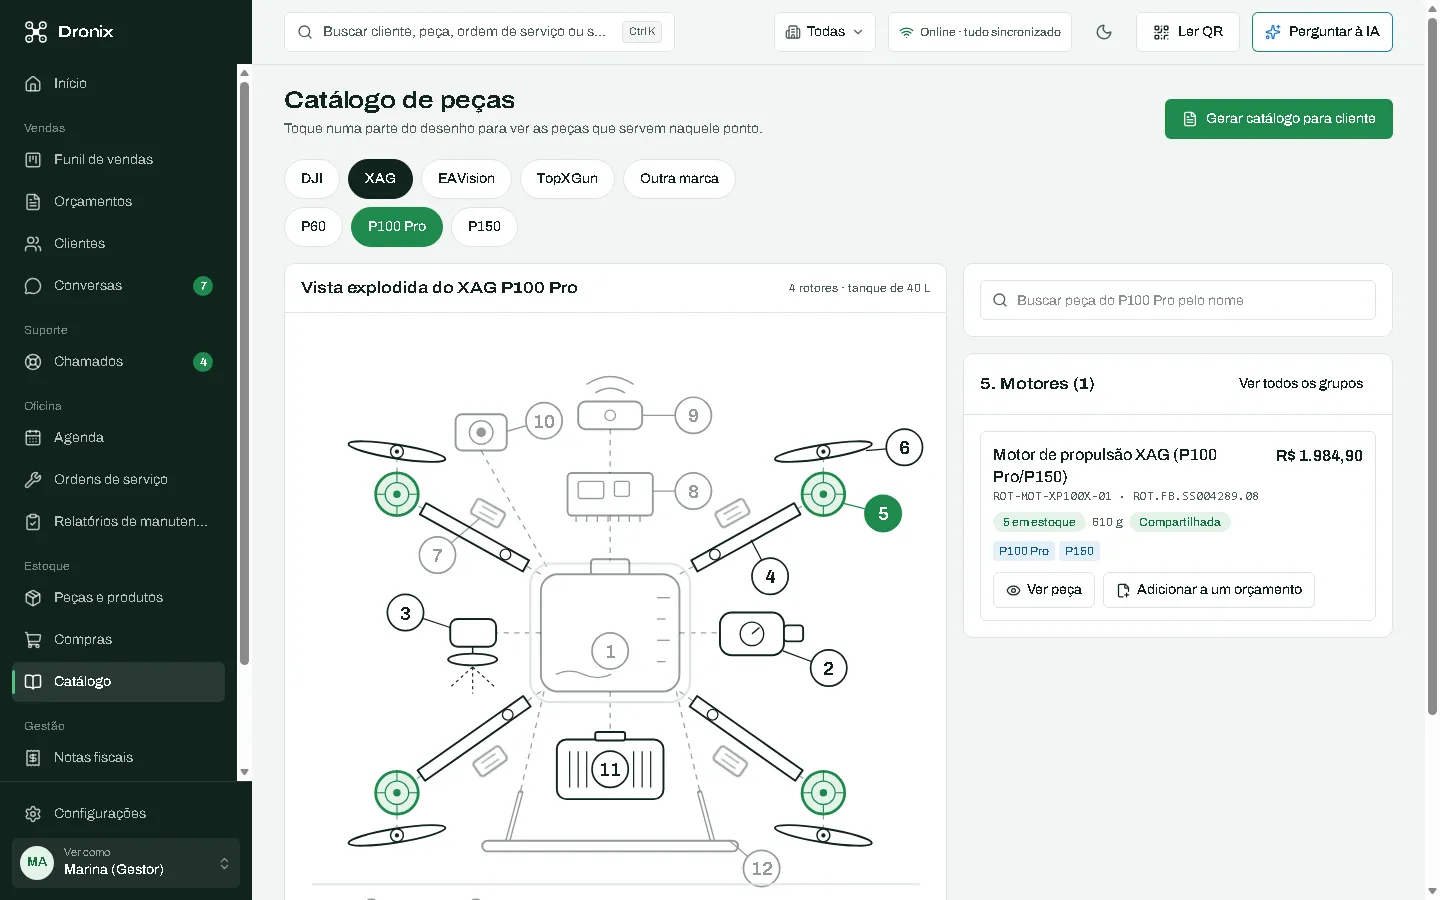 Dronix
Buscar cliente, peça, ordem de serviço ou s...
Ctrl K
Todas
Online · tudo sincronizado
Ler QR
Perguntar à IA
Início
Vendas
Funil de vendas
Orçamentos
Clientes
Conversas
7
Suporte
Chamados
4
Oficina
Agenda
Ordens de serviço
Relatórios de manuten...
Estoque
Peças e produtos
Compras
Catálogo
Gestão
Notas fiscais
Configurações
MA
Ver como
Marina (Gestor)
Catálogo de peças
Toque numa parte do desenho para ver as peças que servem naquele ponto.
Gerar catálogo para cliente
DJI
XAG
EAVision
TopXGun
Outra marca
P60
P100 Pro
P150
Vista explodida do XAG P100 Pro
4 rotores · tanque de 40 L
10
9
6
8
5
7
4
3
1
2
11
12
Buscar peça do P100 Pro pelo nome
5. Motores (1)
Ver todos os grupos
Motor de propulsão XAG (P100 Pro/P150)
R$ 1.984,90
ROT-MOT-XP100X-01 · ROT.FB.SS004289.08
5 em estoque
610 g
Compartilhada
P100 Pro
P150
Ver peça
Adicionar a um orçamento